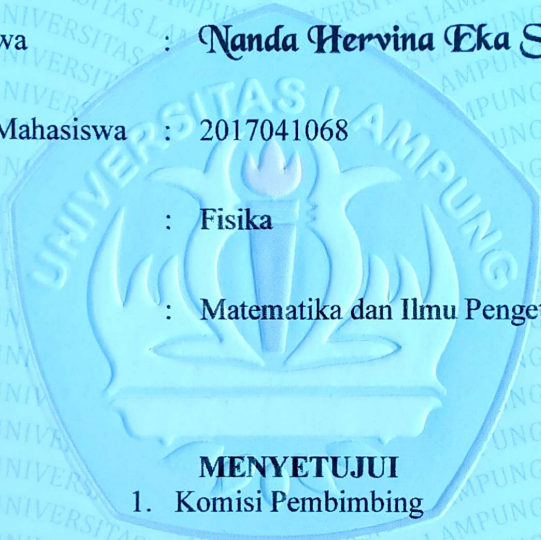 wa : Nanda Hervina Eka S
Mahasiswa : 2017041068
: Fisika
: Matematika dan Ilmu Penget
UNIVERSITAS LAMPUNG
MENYETUJUI
1. Komisi Pembimbing